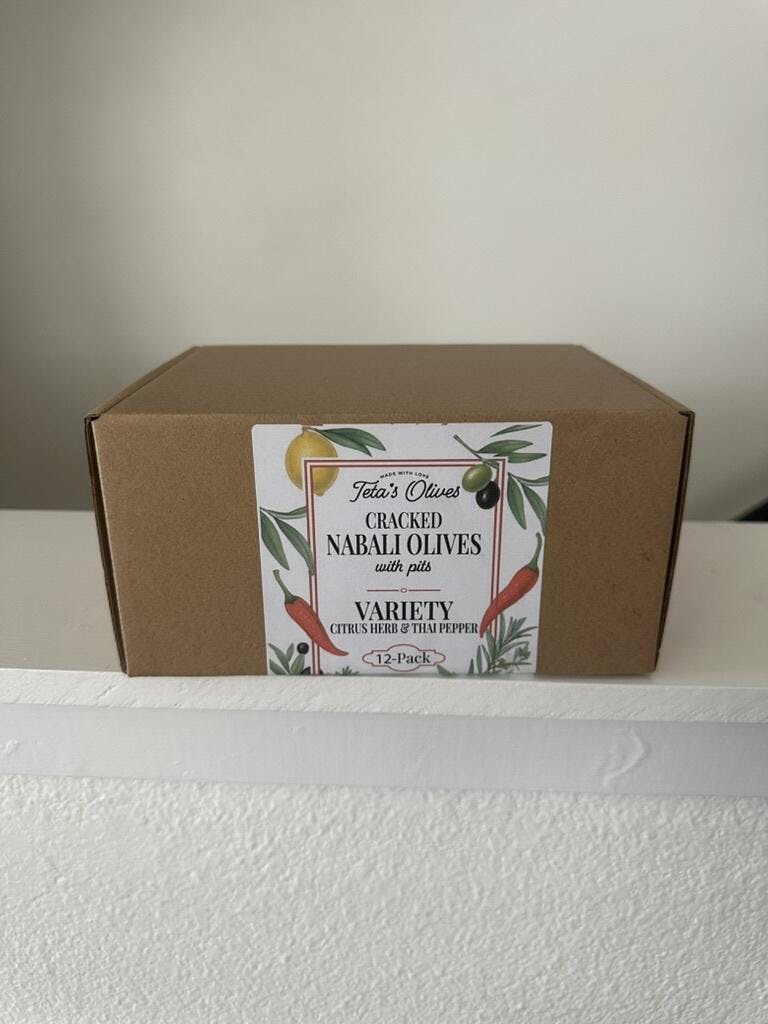 MADE WITH LOVE
Teta's Olives
CRACKED
NABALI OLIVES
with pits
VARIETY
CITRUS HERB & THAI PEPPER
12-Pack